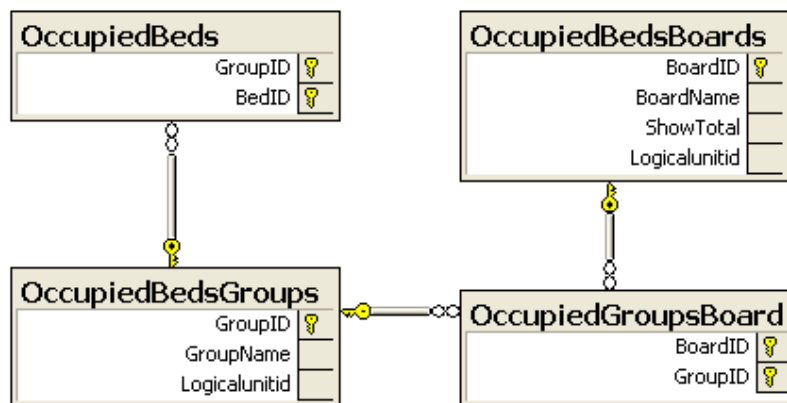 OccupiedBeds
GroupID
BedID
OccupiedBedsBoards
BoardID
BoardName
ShowTotal
Logicalunitid
OccupiedBedsGroups
GroupID
GroupName
Logicalunitid
OccupiedGroupsBoard
BoardID
GroupID